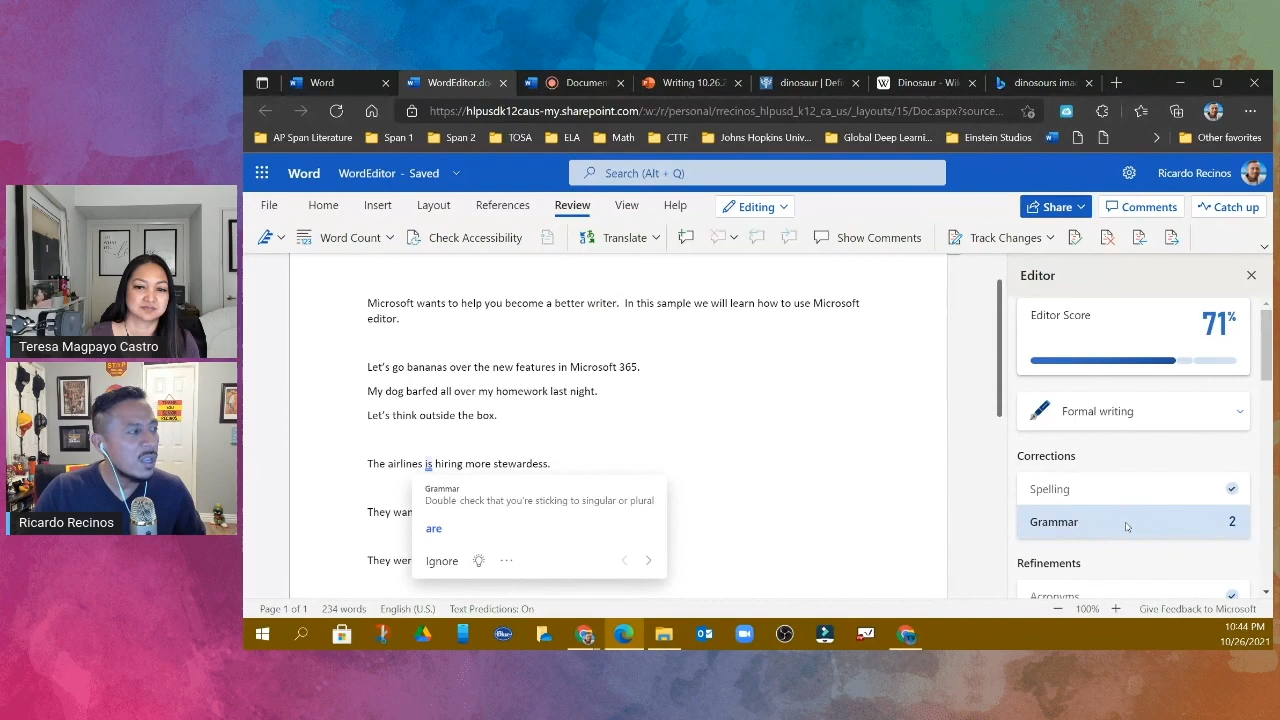 Word
WordEditor.do
Documen
Writing 10.26.2
dinosaur | Defi
Dinosaur - Wik
dinosours ima
https://hlpusdk12caus-my.sharepoint.com/:w:/r/personal/rrecinos_hlpusd_k12_ca_us/_layouts/15/Doc.aspx?source...
AP Span Literature
Span 1
Span 2
TOSA
ELA
Math
CTTF
Johns Hopkins Univ...
Global Deep Learni...
Einstein Studios
Other favorites
Word
WordEditor - Saved
Search (Alt + Q)
Ricardo Recinos
File
Home
Insert
Layout
References
Review
View
Help
Editing
Share
Comments
Catch up
Word Count
Check Accessibility
Translate
Show Comments
Track Changes
Microsoft wants to help you become a better writer. In this sample we will learn how to use Microsoft
editor.
Let's go bananas over the new features in Microsoft 365.
My dog barfed all over my homework last night.
Let's think outside the box.
The airlines is hiring more stewardess.
They wan
They wer
Grammar
Double check that you're sticking to singular or plural
are
Ignore
...
Editor
Editor Score
71%
Formal writing
Corrections
Spelling
Grammar
2
Refinements
Acronyms
Page 1 of 1
234 words
English (U.S.)
Text Predictions: On
100%
Give Feedback to Microsoft
10:44 PM
10/26/2021
Teresa Magpayo Castro
Ricardo Recinos
STOP
THANK
YOU
SENOR
RECINOS